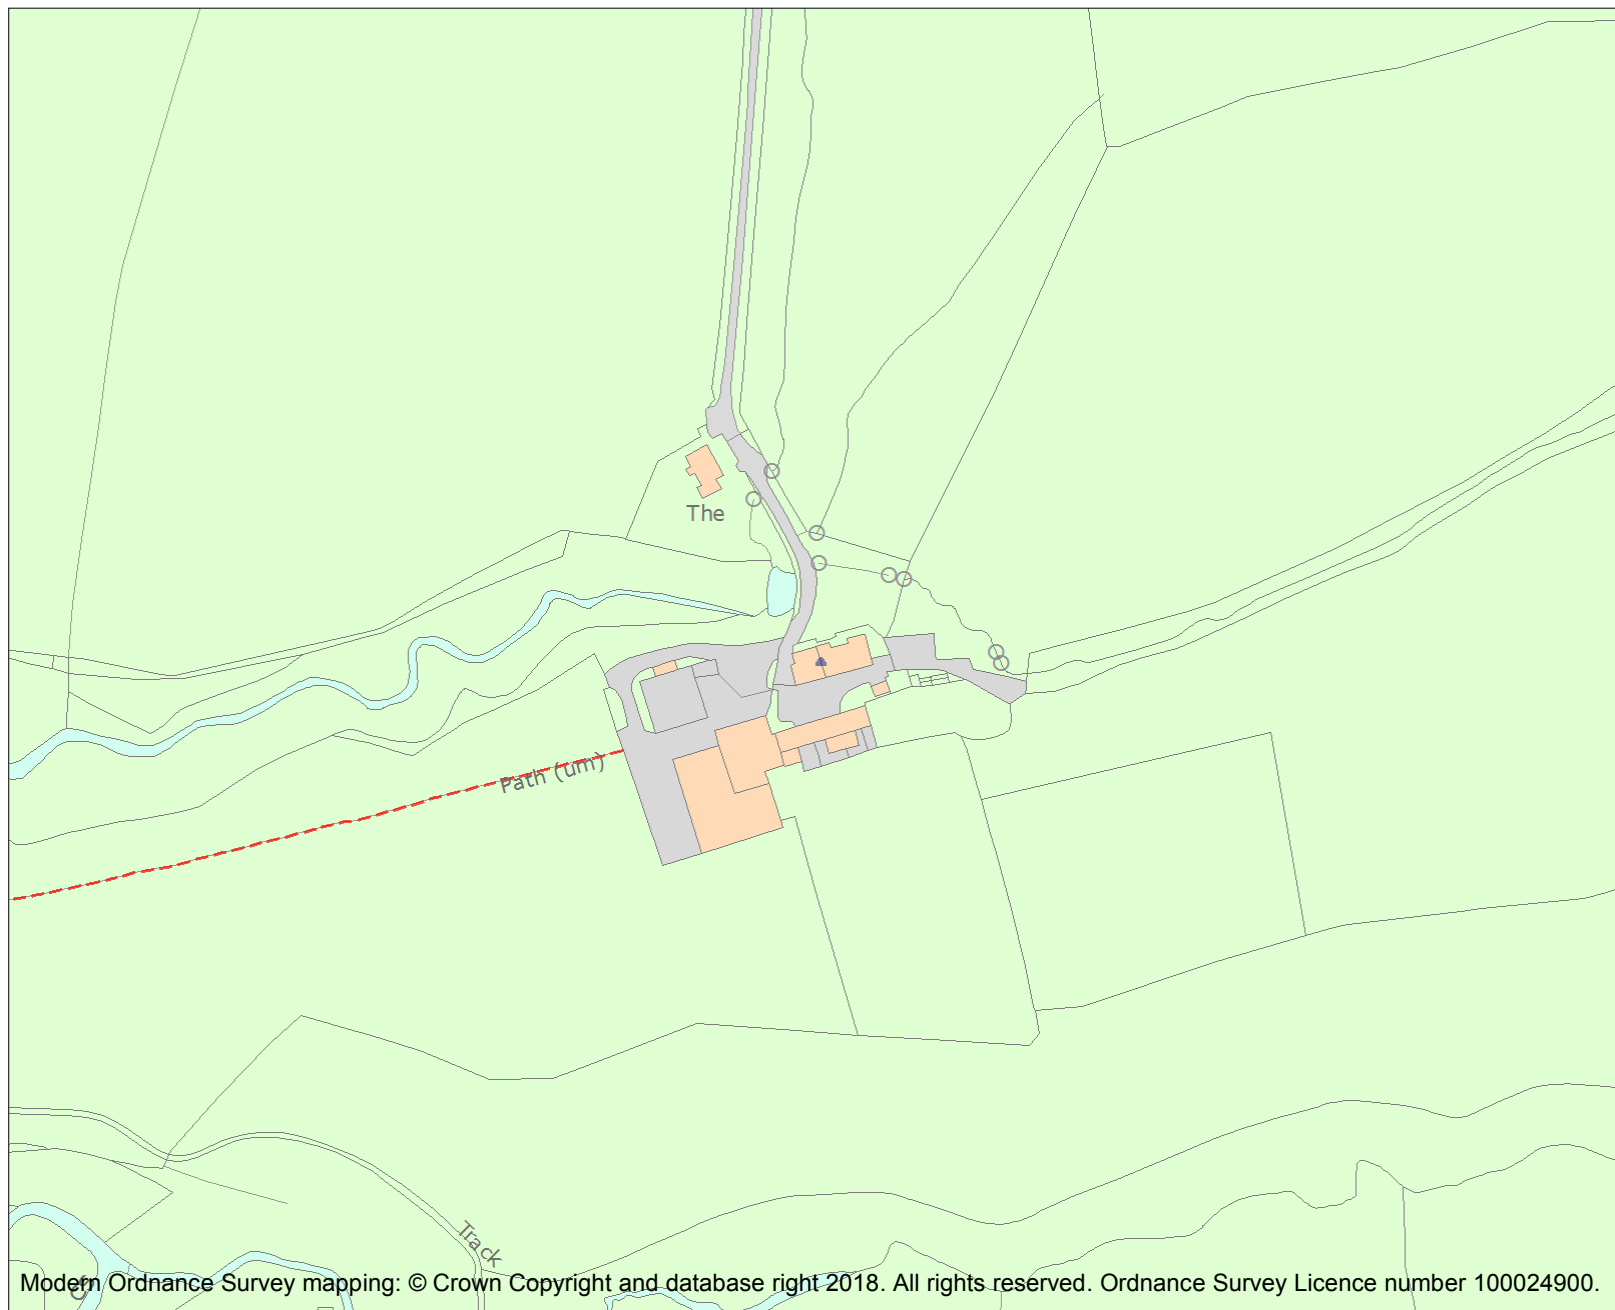 The
Path (um)
Track
Modern Ordnance Survey mapping: © Crown Copyright and database right 2018. All rights reserved. Ordnance Survey Licence number 100024900.